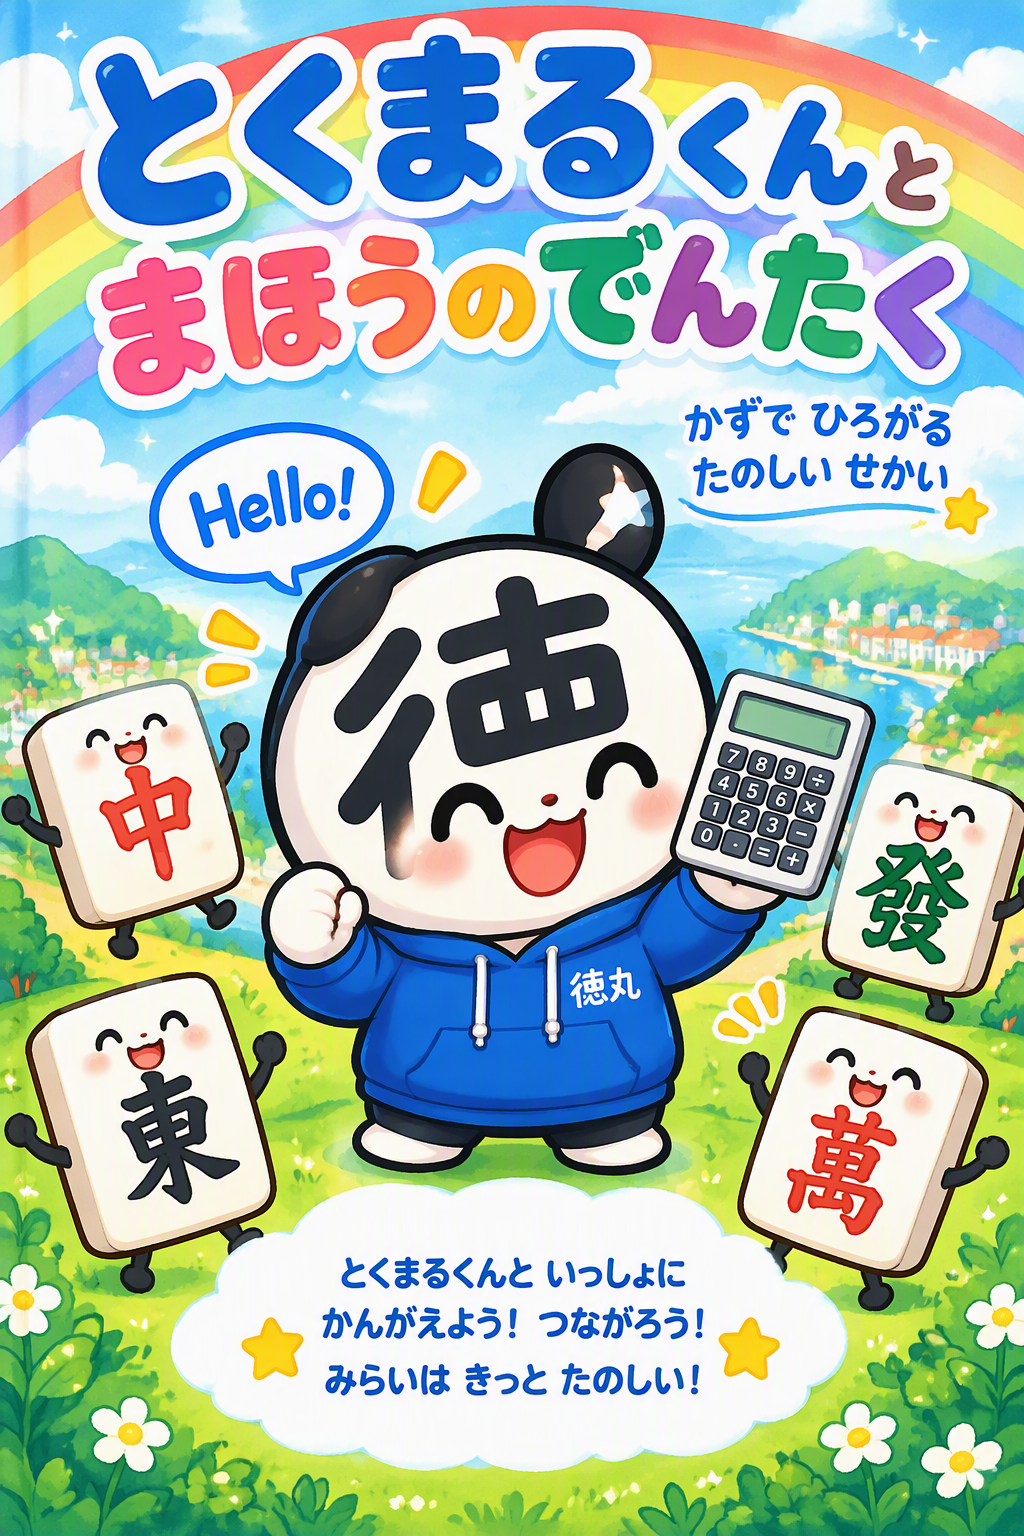 とくまるくんと
まほうのでんたく
かずで ひろがる
たのしい せかい
Hello!
徳
7 8 9 ÷
4 5 6 ×
1 2 3 −
0 . = +
中
發
徳丸
東
萬
とくまるくんと いっしょに
かんがえよう! つながろう!
みらいは きっと たのしい!